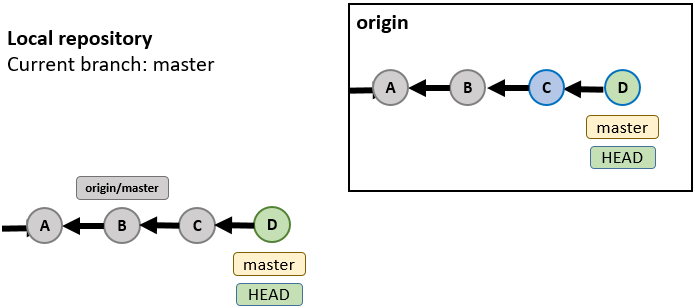 Local repository
Current branch: master
origin
A B C D
master
HEAD
origin/master
A B C D
master
HEAD